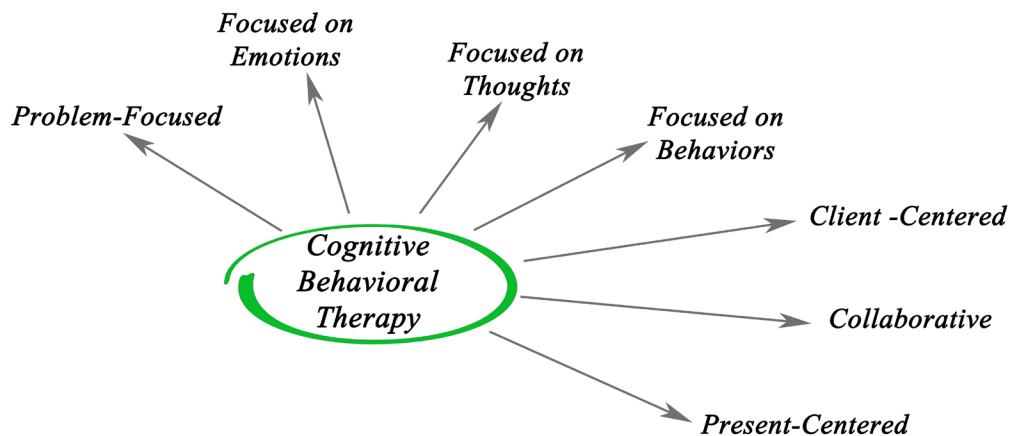 Focused on
Emotions
Focused on
Thoughts
Problem-Focused
Focused on
Behaviors
Client -Centered
Cognitive
Behavioral
Therapy
Collaborative
Present-Centered